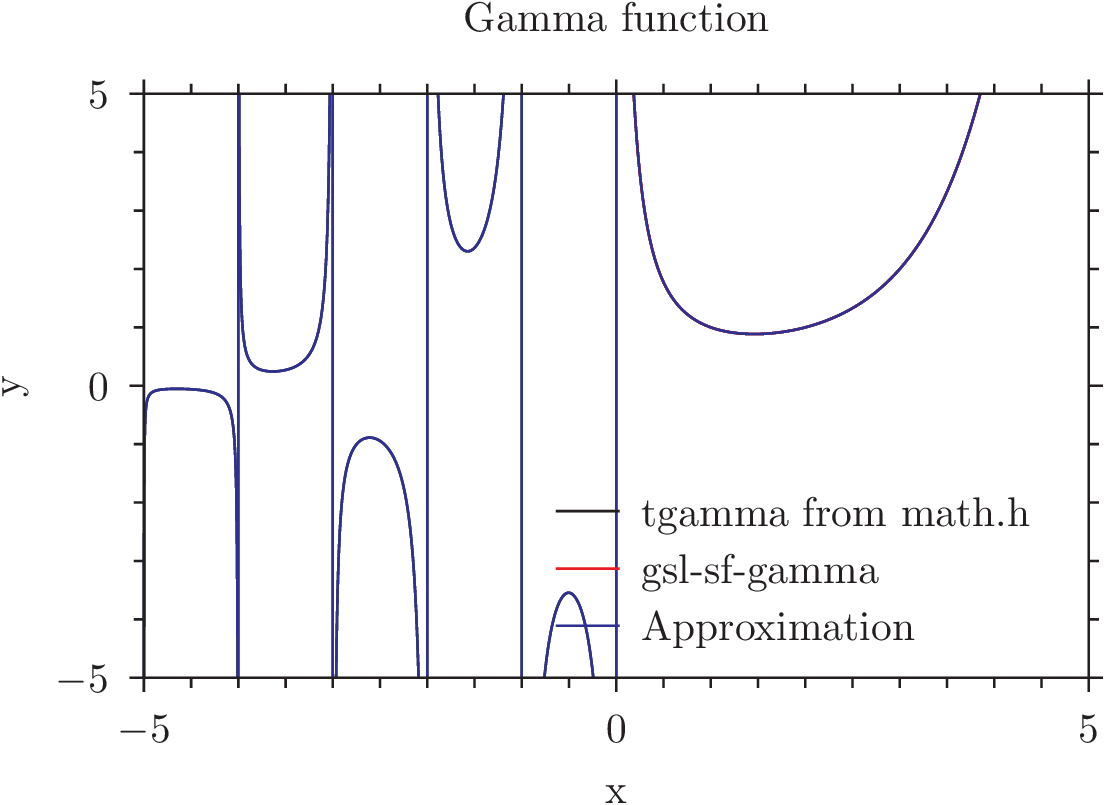 Gamma function
5
y
0
tgamma from math.h
gsl-sf-gamma
Approximation
−5
−5 0 5
x